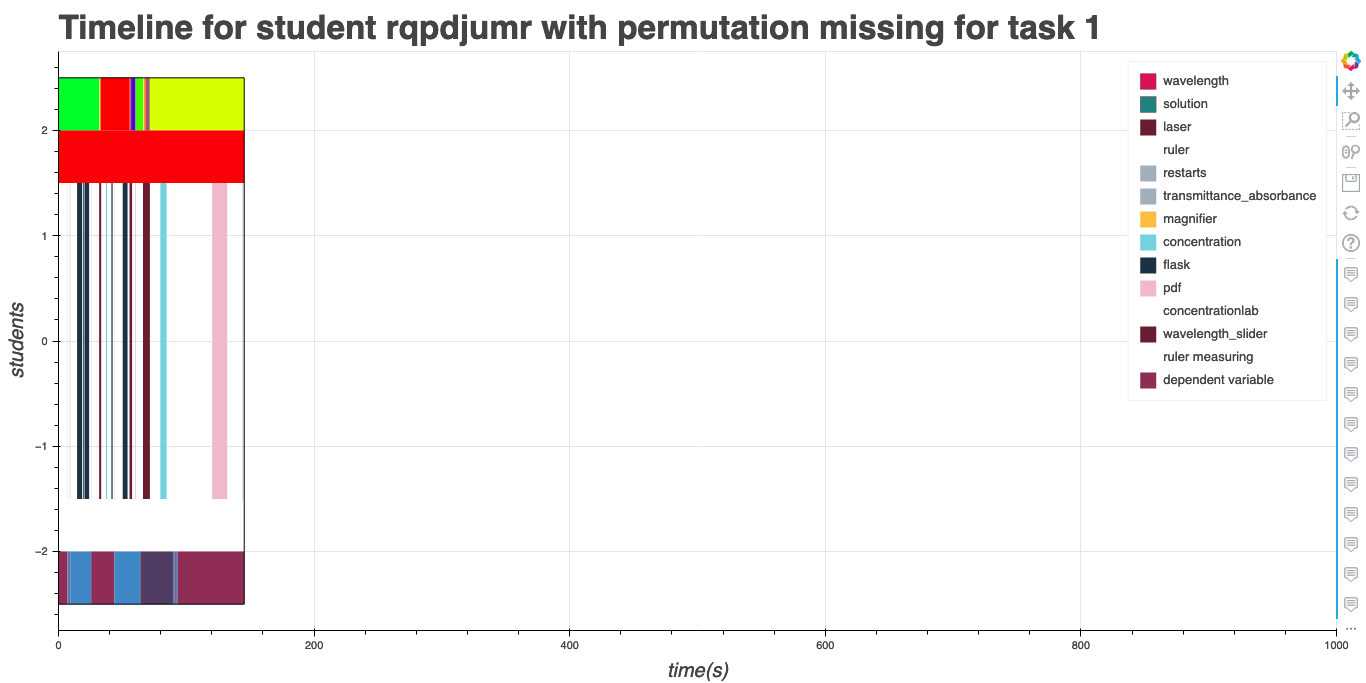 Timeline for student rqpdjumr with permutation missing for task 1
wavelength
solution
laser
ruler
restarts
transmittance_absorbance
magnifier
concentration
flask
pdf
concentrationlab
wavelength_slider
ruler measuring
dependent variable
students
2
1
0
−1
−2
0 200 400 600 800 1000
time(s)